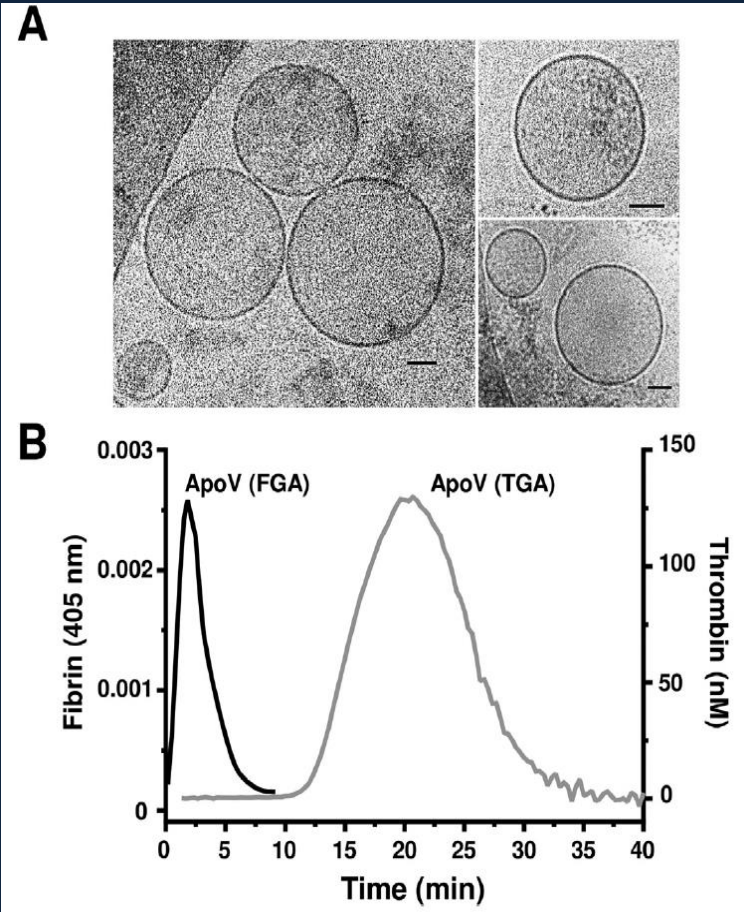 A
B
0.003
0.002
0.001
0
Fibrin (405 nm)
ApoV (FGA)
ApoV (TGA)
150
100
50
0
Thrombin (nM)
0 5 10 15 20 25 30 35 40
Time (min)